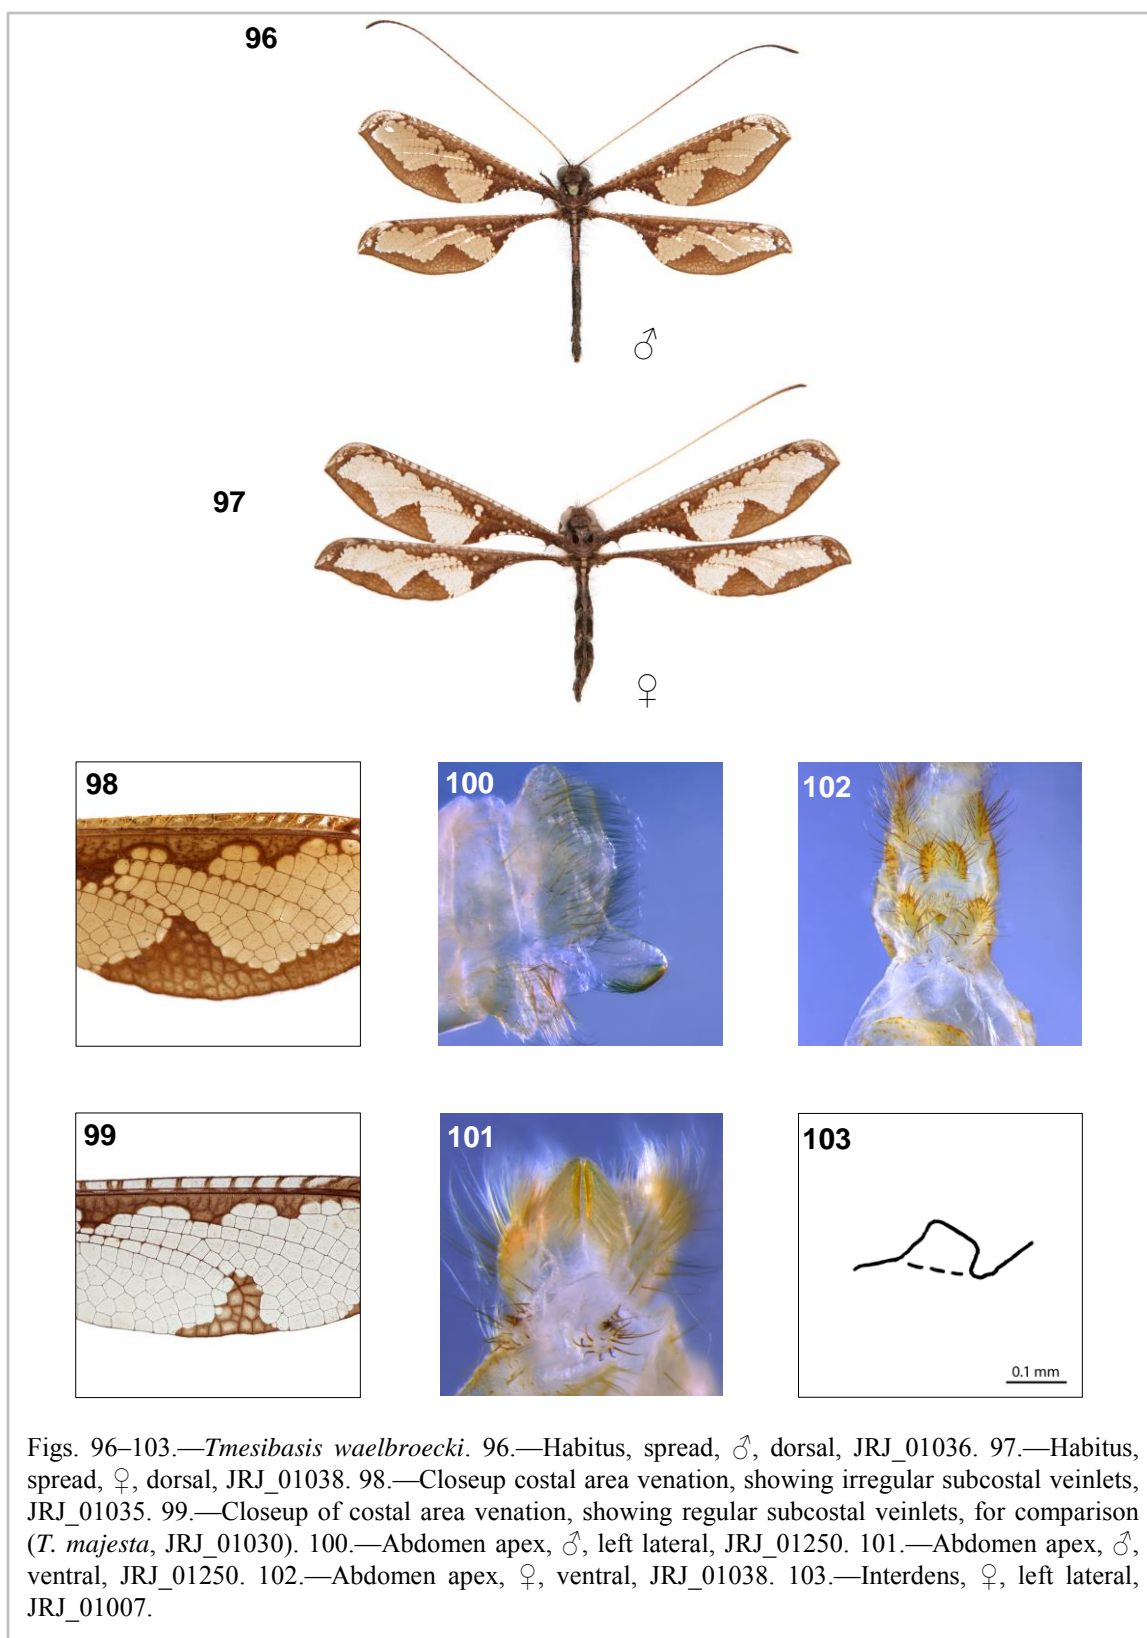 96
♂
97
♀
98
100
102
99
101
103
0.1 mm
Figs. 96–103.—Tmesibasis waelbroecki. 96.—Habitus, spread, ♂, dorsal, JRJ_01036. 97.—Habitus,
spread, ♀, dorsal, JRJ_01038. 98.—Closeup costal area venation, showing irregular subcostal veinlets,
JRJ_01035. 99.—Closeup of costal area venation, showing regular subcostal veinlets, for comparison
(T. majesta, JRJ_01030). 100.—Abdomen apex, ♂, left lateral, JRJ_01250. 101.—Abdomen apex, ♂,
ventral, JRJ_01250. 102.—Abdomen apex, ♀, ventral, JRJ_01038. 103.—Interdens, ♀, left lateral,
JRJ_01007.